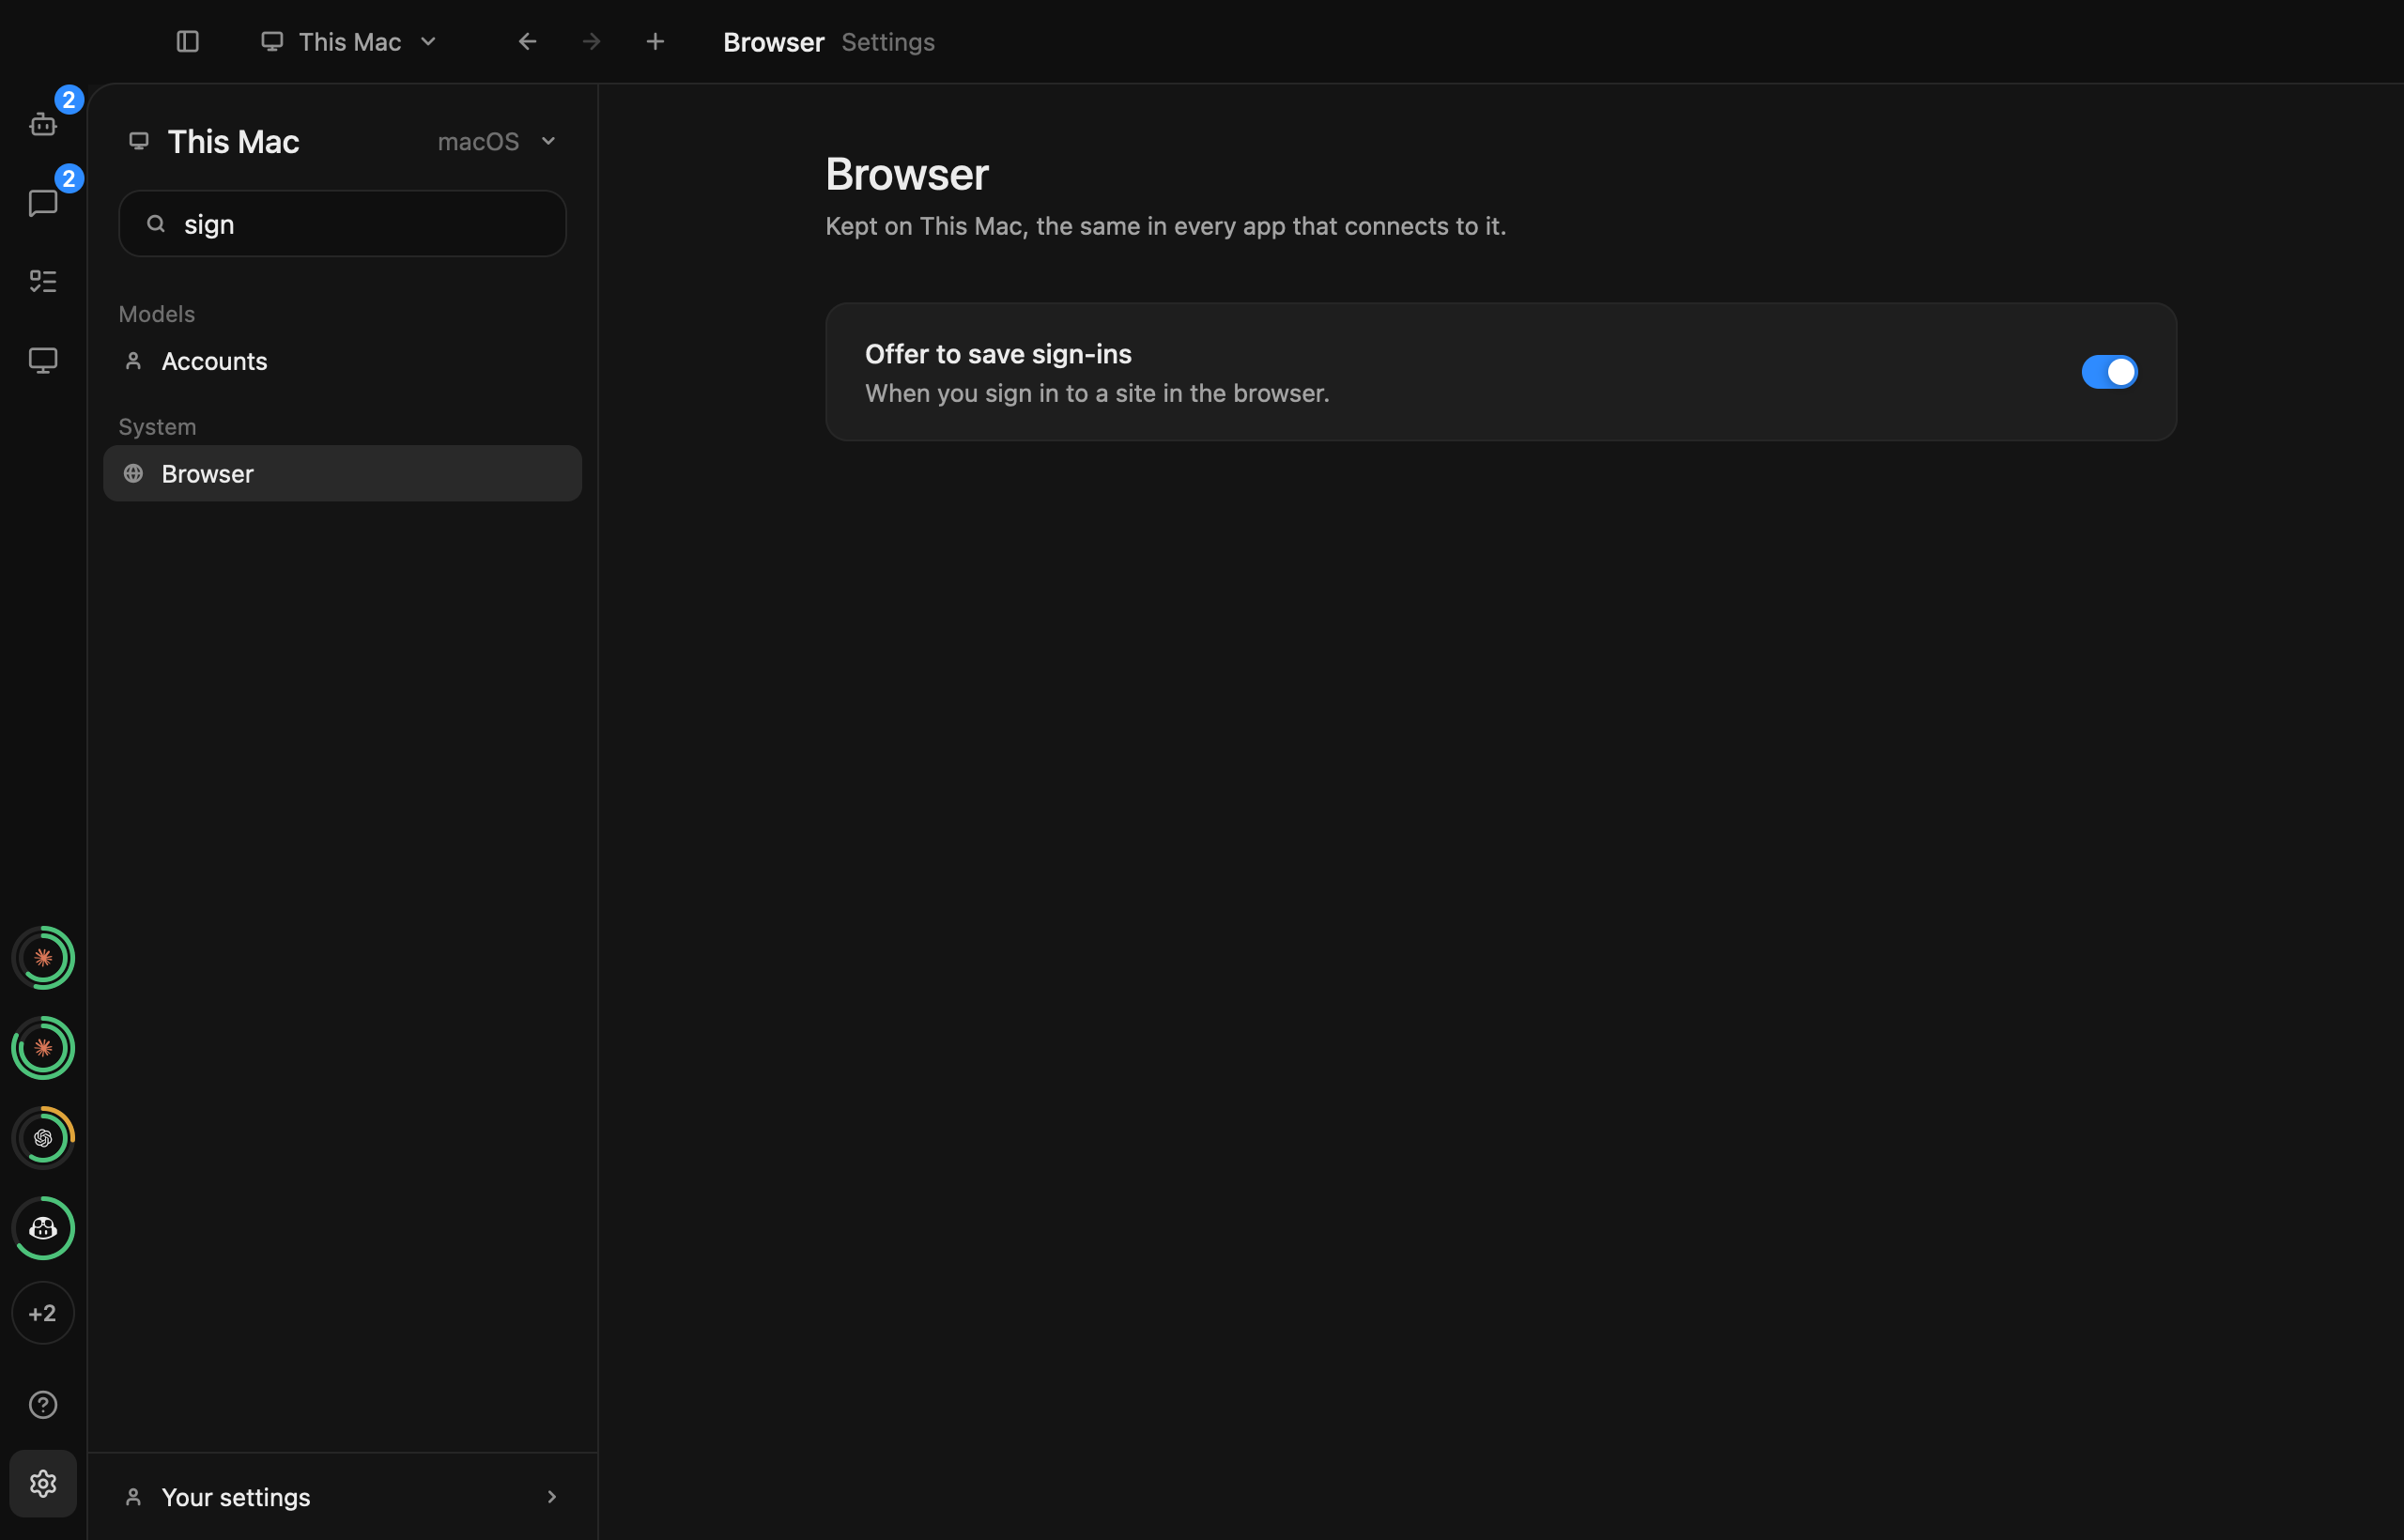 This Mac
Browser Settings
2
2
This Mac macOS
sign
Models
Accounts
System
Browser
Browser
Kept on This Mac, the same in every app that connects to it.
Offer to save sign-ins
When you sign in to a site in the browser.
+2
Your settings